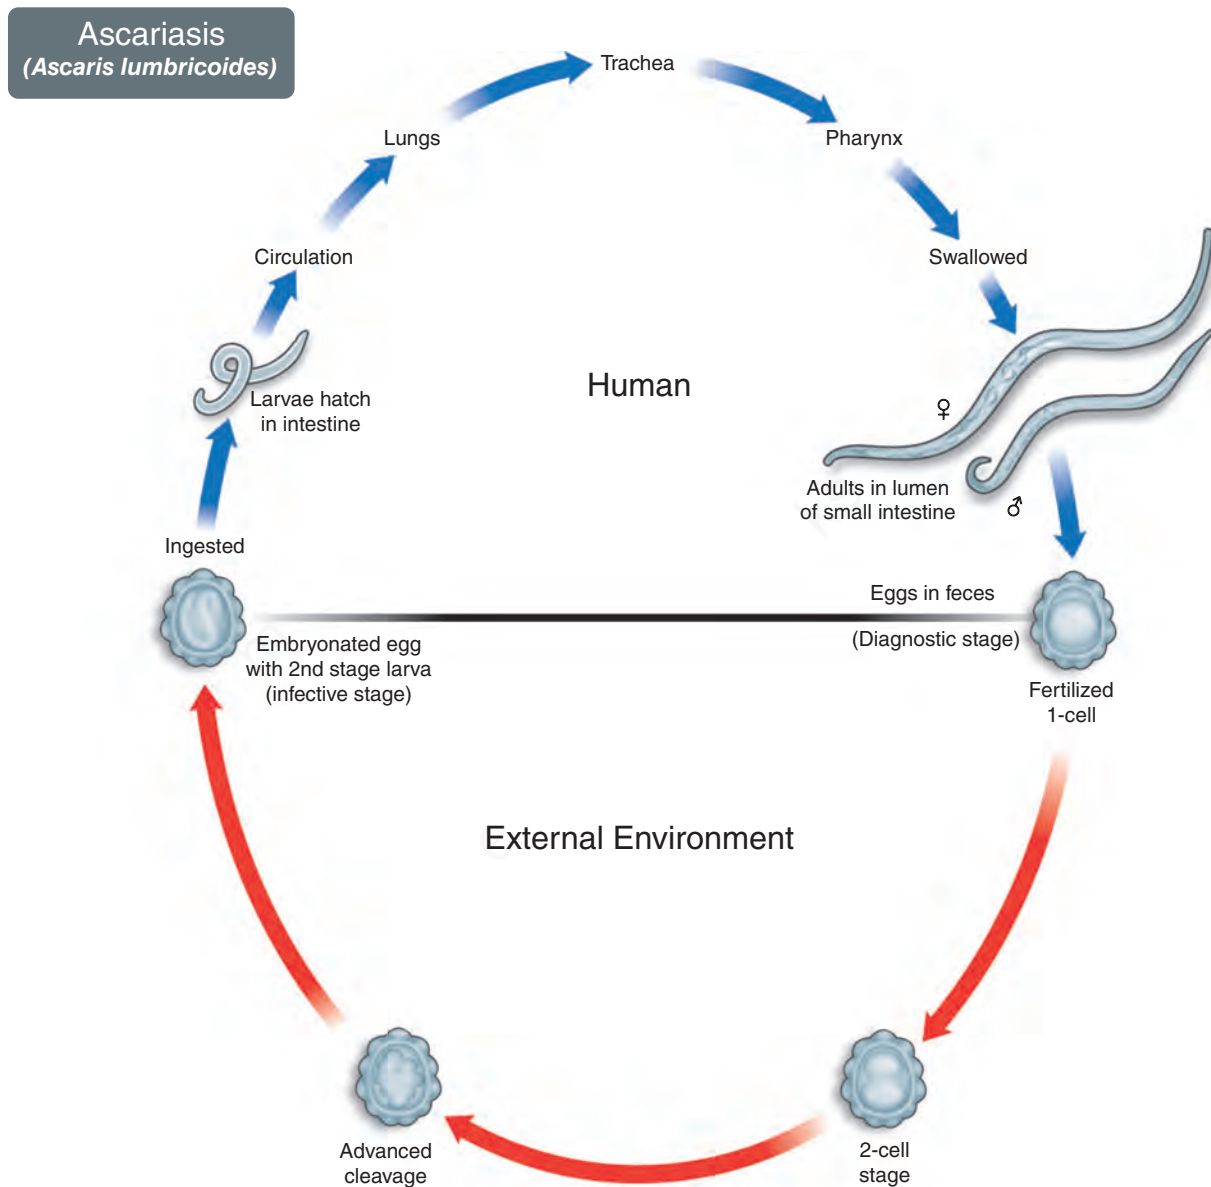 Ascariasis
(Ascaris lumbricoides)
Trachea
Lungs
Pharynx
Circulation
Swallowed
Larvae hatch
in intestine
Human
♀
Adults in lumen
of small intestine
♂
Ingested
Eggs in feces
(Diagnostic stage)
Embryonated egg
with 2nd stage larva
(infective stage)
Fertilized
1-cell
External Environment
Advanced
cleavage
2-cell
stage